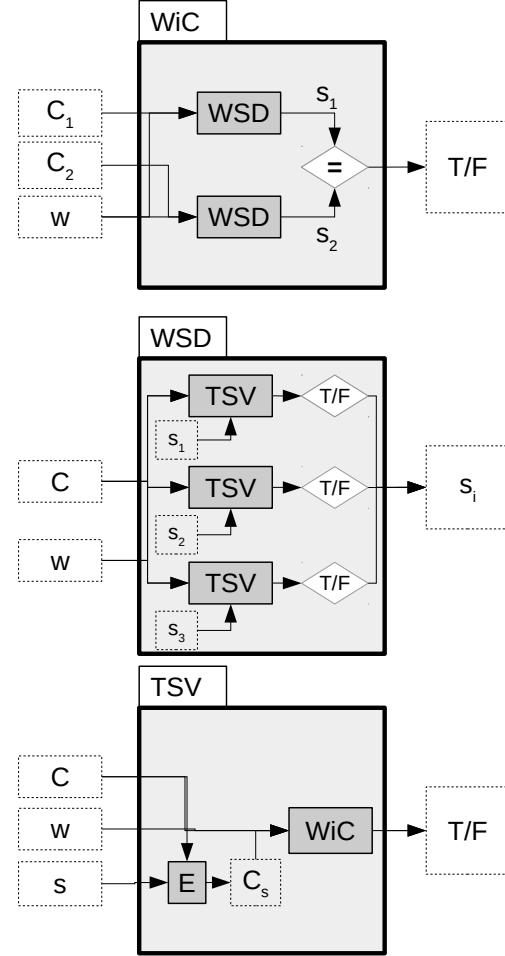 WiC
C₁
WSD
s₁
C₂
=
T/F
w
WSD
s₂
WSD
TSV
T/F
s₁
C
TSV
T/F
sᵢ
s₂
w
TSV
T/F
s₃
TSV
C
w
WiC
T/F
s
E
Cₛ